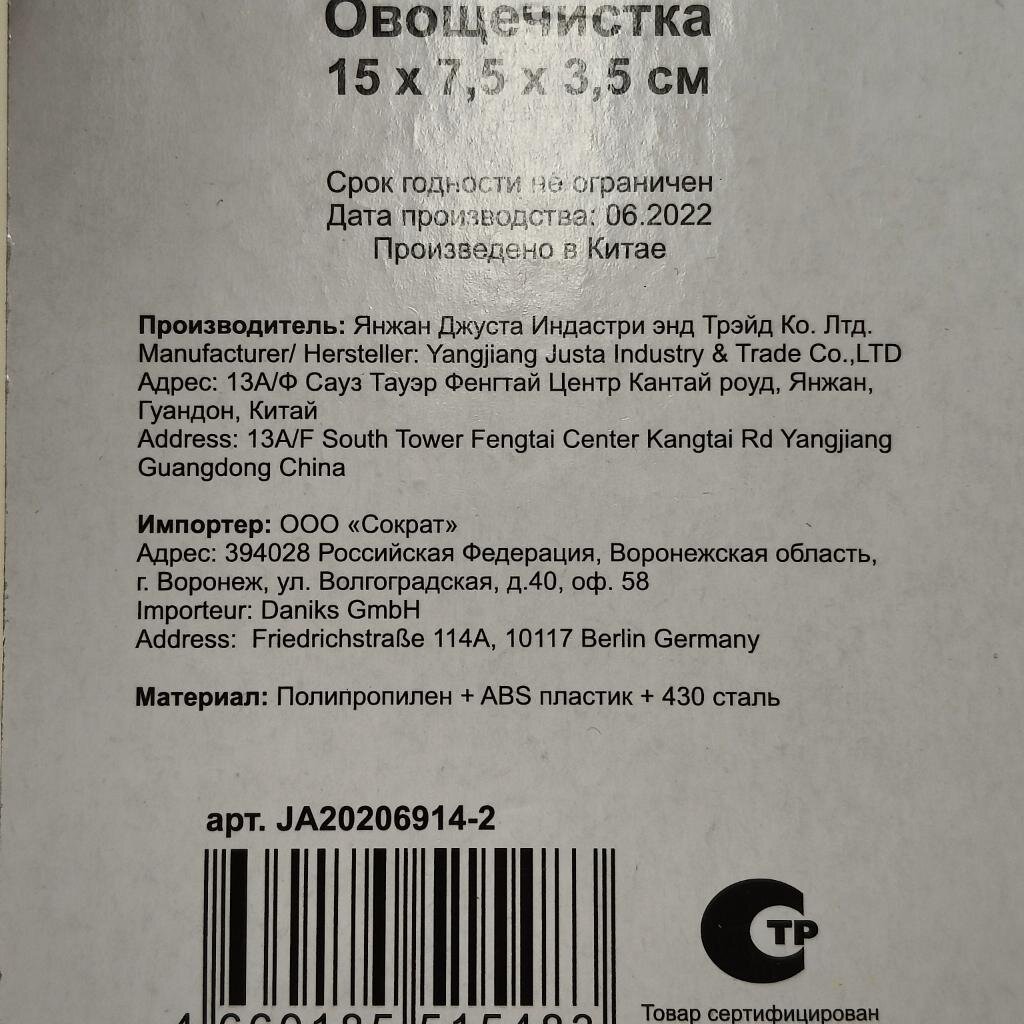 Овощечистка
15 x 7,5 x 3,5 см
Срок годности не ограничен
Дата производства: 06.2022
Произведено в Китае
Производитель: Янжан Джуста Индастри энд Трэйд Ко. Лтд.
Manufacturer/ Hersteller: Yangjiang Justa Industry & Trade Co.,LTD
Адрес: 13А/Ф Сауз Тауэр Фенгтай Центр Кантай роуд, Янжан,
Гуандон, Китай
Address: 13A/F South Tower Fengtai Center Kangtai Rd Yangjiang
Guangdong China
Импортер: ООО «Сократ»
Адрес: 394028 Российская Федерация, Воронежская область,
г. Воронеж, ул. Волгоградская, д.40, оф. 58
Importeur: Daniks GmbH
Address: Friedrichstraße 114A, 10117 Berlin Germany
Материал: Полипропилен + ABS пластик + 430 сталь
арт. JA20206914-2
ТР
Товар сертифицирован
4 660185 515483